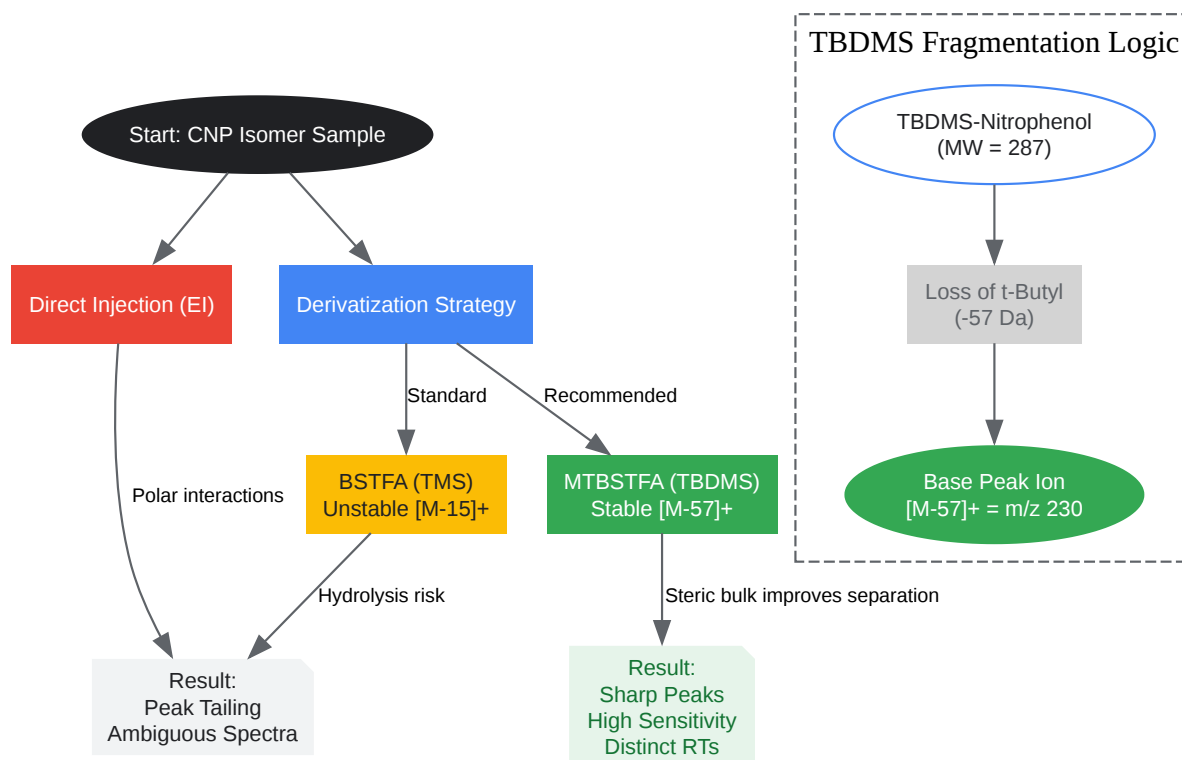 TBDMS Fragmentation Logic
Start: CNP Isomer Sample
TBDMS-Nitrophenol
(MW = 287)
Direct Injection (EI)
Derivatization Strategy
Loss of t-Butyl
(-57 Da)
Standard
Recommended
Polar interactions
BSTFA (TMS)
Unstable [M-15]+
MTBSTFA (TBDMS)
Stable [M-57]+
Base Peak Ion
[M-57]+ = m/z 230
Hydrolysis risk
Steric bulk improves separation
Result:
Peak Tailing
Ambiguous Spectra
Result:
Sharp Peaks
High Sensitivity
Distinct RTs